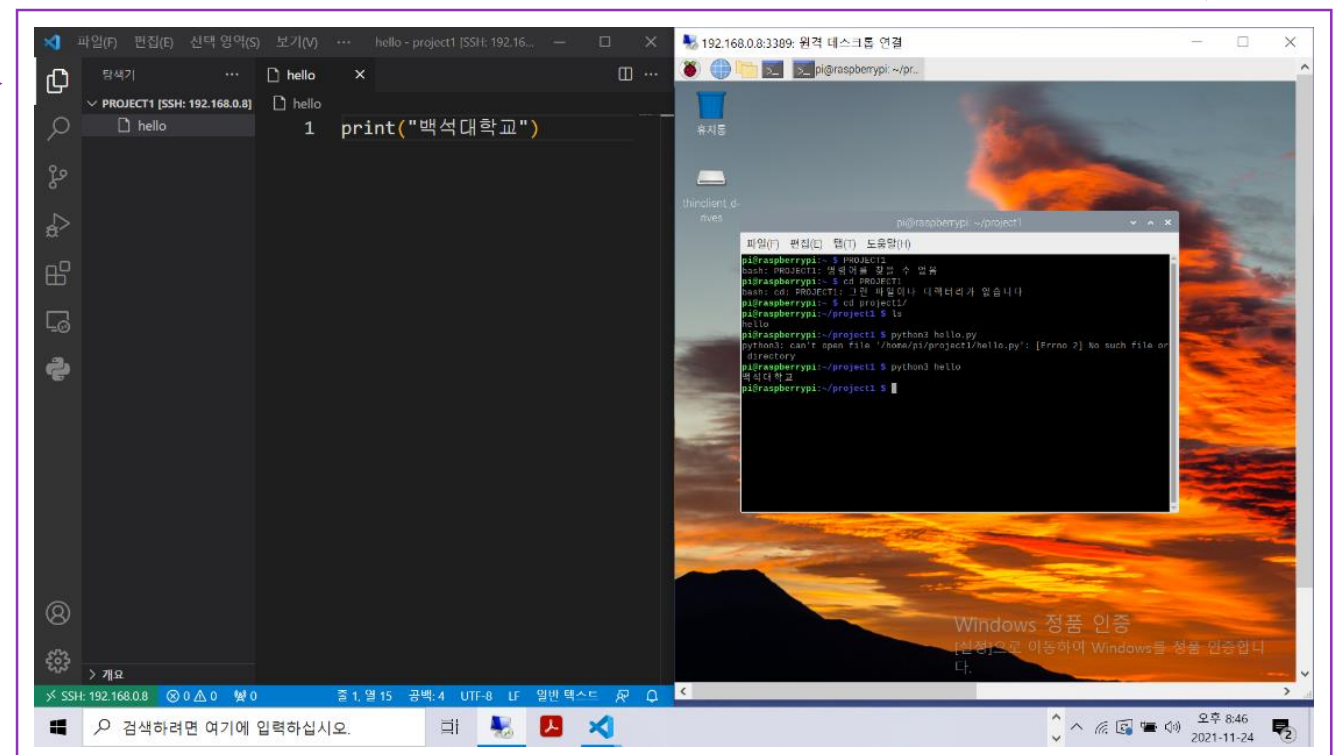 파일(F) 편집(E) 선택 영역(S) 보기(V) ··· hello - project1 [SSH: 192.16...
탐색기 ···
hello
PROJECT1 [SSH: 192.168.0.8]
hello
hello
1 print("백석대학교")
개요
SSH: 192.168.0.8 0 0 0 줄 1, 열 15 공백: 4 UTF-8 LF 일반 텍스트
192.168.0.8:3389: 원격 데스크톱 연결
pi@raspberrypi: ~/pr...
휴지통
thinclient_d-
rives
pi@raspberrypi: ~/project1
파일(F) 편집(E) 탭(T) 도움말(H)
pi@raspberrypi:~ $ PROJECT1
bash: PROJECT1: 명령어를 찾을 수 없음
pi@raspberrypi:~ $ cd PROJECT1
bash: cd: PROJECT1: 그런 파일이나 디렉터리가 없습니다
pi@raspberrypi:~ $ cd project1/
pi@raspberrypi:~/project1 $ ls
hello
pi@raspberrypi:~/project1 $ python3 hello.py
python3: can't open file '/home/pi/project1/hello.py': [Errno 2] No such file or
directory
pi@raspberrypi:~/project1 $ python3 hello
백석대학교
pi@raspberrypi:~/project1 $
Windows 정품 인증
[설정]으로 이동하여 Windows를 정품 인증합니
다.
검색하려면 여기에 입력하십시오.
오후 8:46
2021-11-24
2